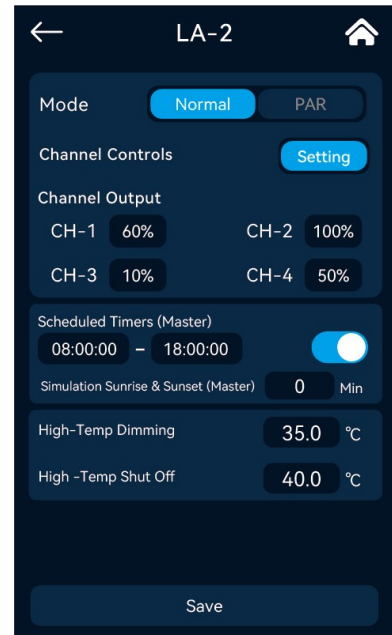 LA-2
Mode Normal PAR
Channel Controls Setting
Channel Output
CH-1 60% CH-2 100%
CH-3 10% CH-4 50%
Scheduled Timers (Master)
08:00:00 – 18:00:00
Simulation Sunrise & Sunset (Master) 0 Min
High-Temp Dimming 35.0 ℃
High -Temp Shut Off 40.0 ℃
Save